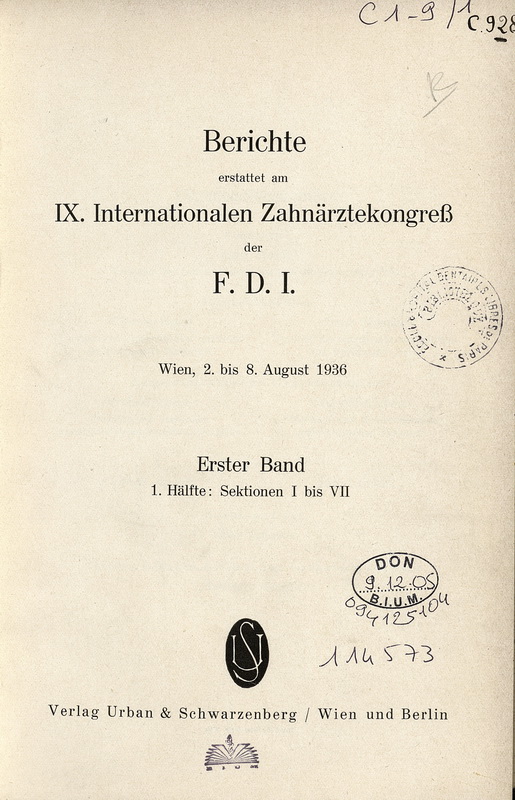 C1-9/1
C.928
Berichte
erstattet am
IX. Internationalen Zahnärztekongreß
der
F. D. I.
Wien, 2. bis 8. August 1936
Erster Band
1. Hälfte: Sektionen I bis VII
DON
9.12.05
B.I.U.M.
094125104
114573
US
Verlag Urban & Schwarzenberg / Wien und Berlin